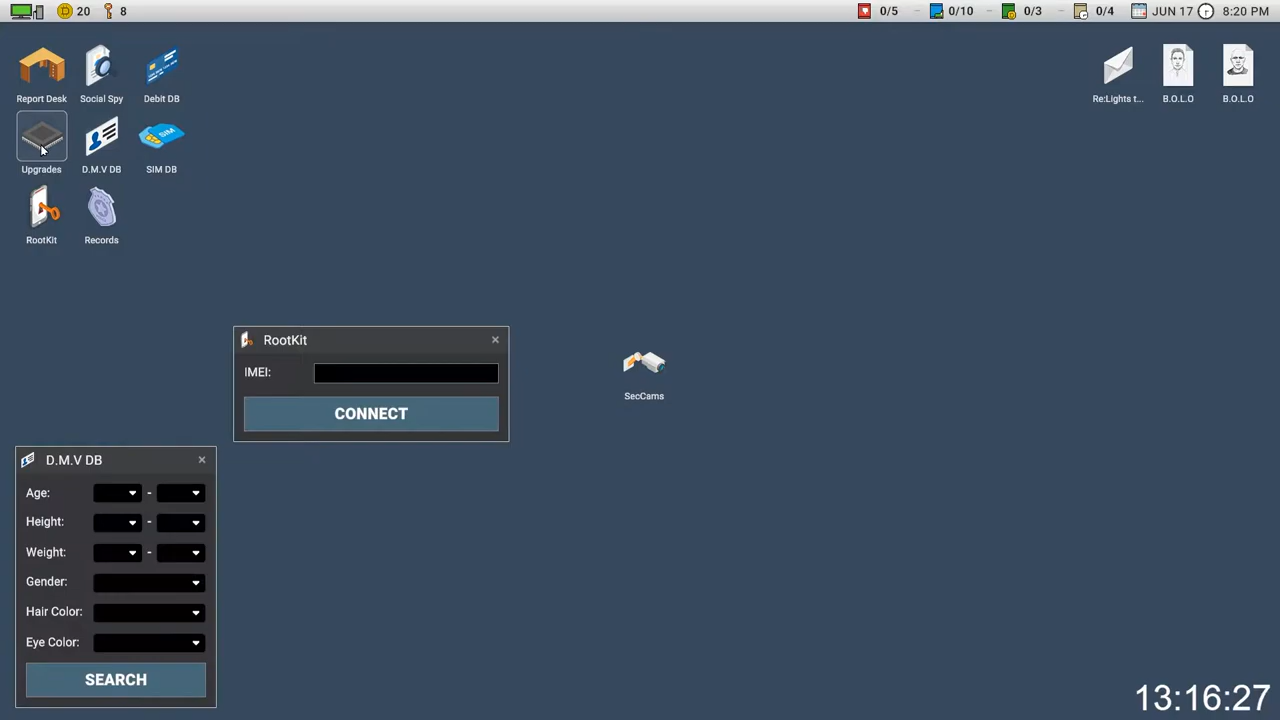 20 8 0/5 0/10 0/3 0/4 JUN 17 8:20 PM
Report Desk Social Spy Debit DB Re:Lights t... B.O.L.O B.O.L.O
SIM
Upgrades D.M.V DB SIM DB
RootKit Records
RootKit ×
IMEI:
CONNECT
SecCams
D.M.V DB ×
Age: -
Height: -
Weight: -
Gender:
Hair Color:
Eye Color:
SEARCH
13:16:27